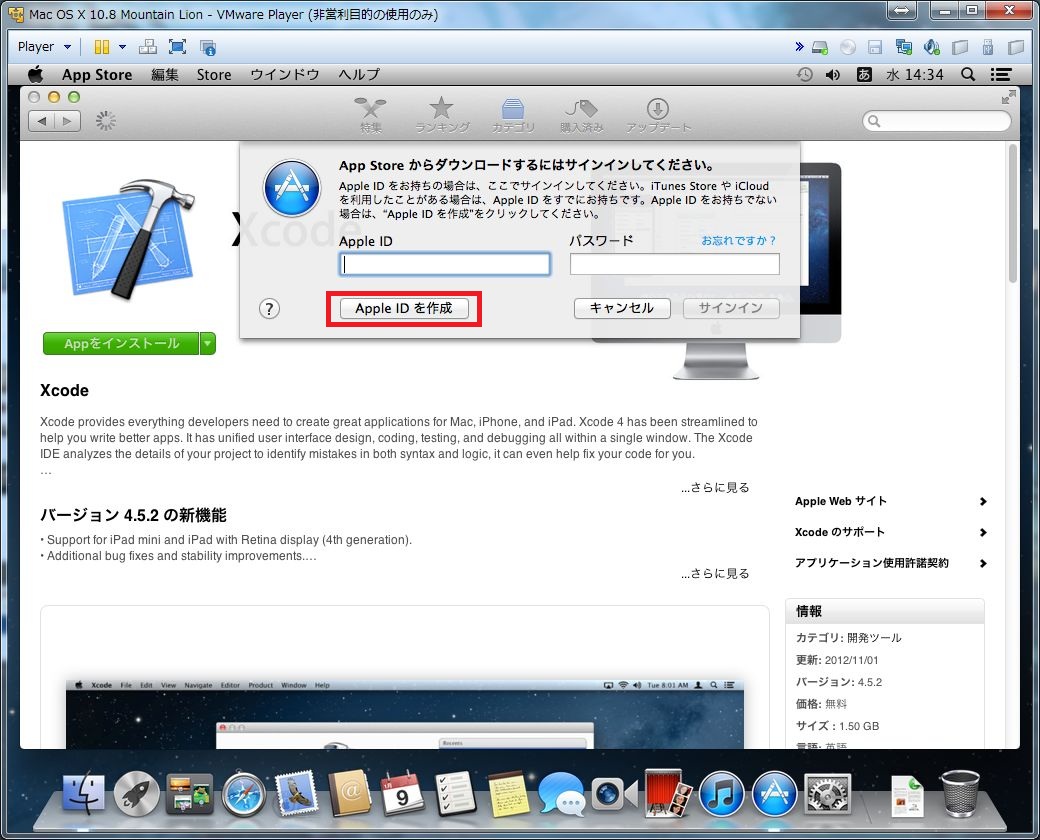 Mac OS X 10.8 Mountain Lion - VMware Player (非営利目的の使用のみ)
Player
App Store 編集 Store ウインドウ ヘルプ あ 水 14:34
特集 ランキング カテゴリ 購入済み アップデート
App Store からダウンロードするにはサインインしてください。
Apple ID をお持ちの場合は、ここでサインインしてください。iTunes Store や iCloud
を利用したことがある場合は、Apple ID をすでにお持ちです。Apple ID をお持ちでない
場合は、“Apple ID を作成”をクリックしてください。
Xcode
Apple ID パスワード お忘れですか？
? Apple ID を作成 キャンセル サインイン
Appをインストール
Xcode
Xcode provides everything developers need to create great applications for Mac, iPhone, and iPad. Xcode 4 has been streamlined to
help you write better apps. It has unified user interface design, coding, testing, and debugging all within a single window. The Xcode
IDE analyzes the details of your project to identify mistakes in both syntax and logic, it can even help fix your code for you.
…
...さらに見る
Apple Web サイト
バージョン 4.5.2 の新機能
Xcode のサポート
• Support for iPad mini and iPad with Retina display (4th generation).
• Additional bug fixes and stability improvements.…
アプリケーション使用許諾契約
...さらに見る
情報
カテゴリ: 開発ツール
更新: 2012/11/01
バージョン: 4.5.2
価格: 無料
サイズ : 1.50 GB
言語: 英語
Xcode File Edit View Navigate Editor Product Window Help Tue 8:01 AM
Recents
9